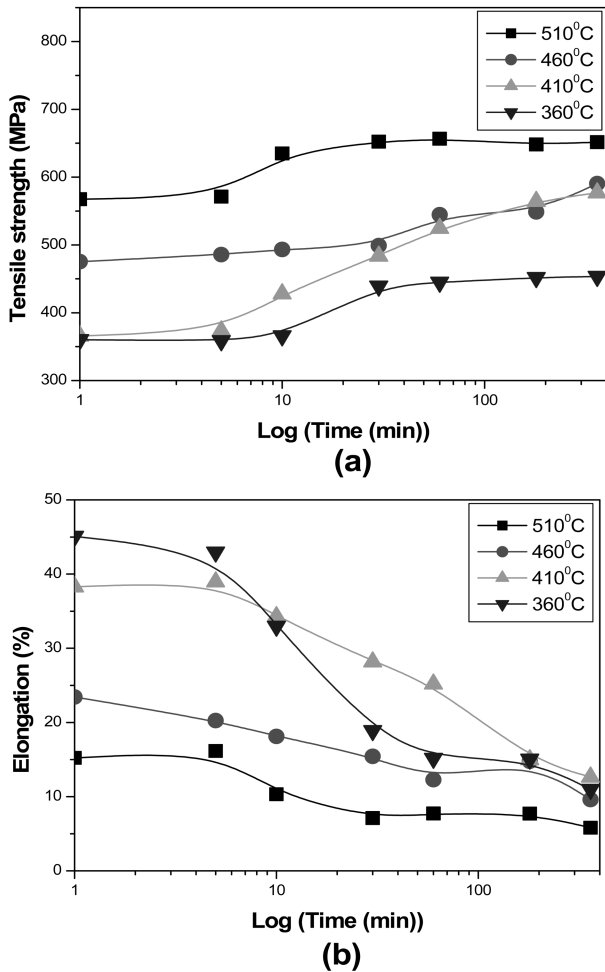 Tensile strength (MPa)
850
800
700
600
500
400
300
510⁰C
460⁰C
410⁰C
360⁰C
1
10
100
Log (Time (min))
(a)
Elongation (%)
50
40
30
20
10
0
510⁰C
460⁰C
410⁰C
360⁰C
1
10
100
Log (Time (min))
(b)